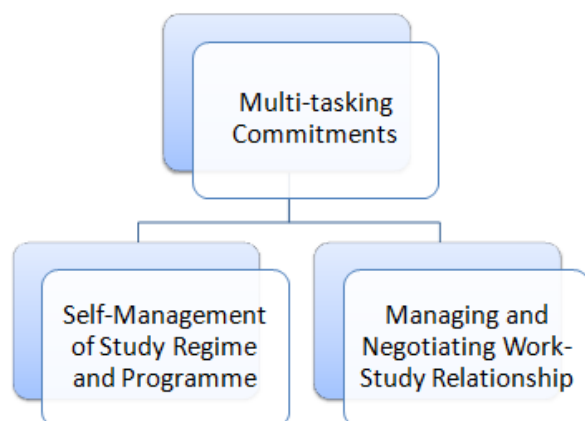 Multi-tasking
Commitments
Self-Management
of Study Regime
and Programme
Managing and
Negotiating Work-
Study Relationship